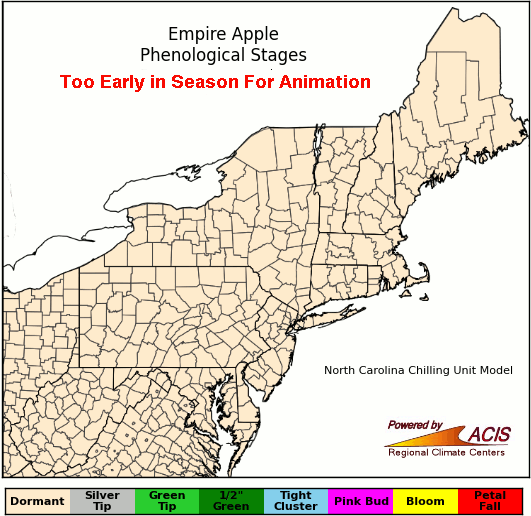 Empire Apple
Phenological Stages
Too Early in Season For Animation
North Carolina Chilling Unit Model
Powered by
ACIS
Regional Climate Centers
Dormant
Silver Tip
Green Tip
1/2" Green
Tight Cluster
Pink Bud
Bloom
Petal Fall